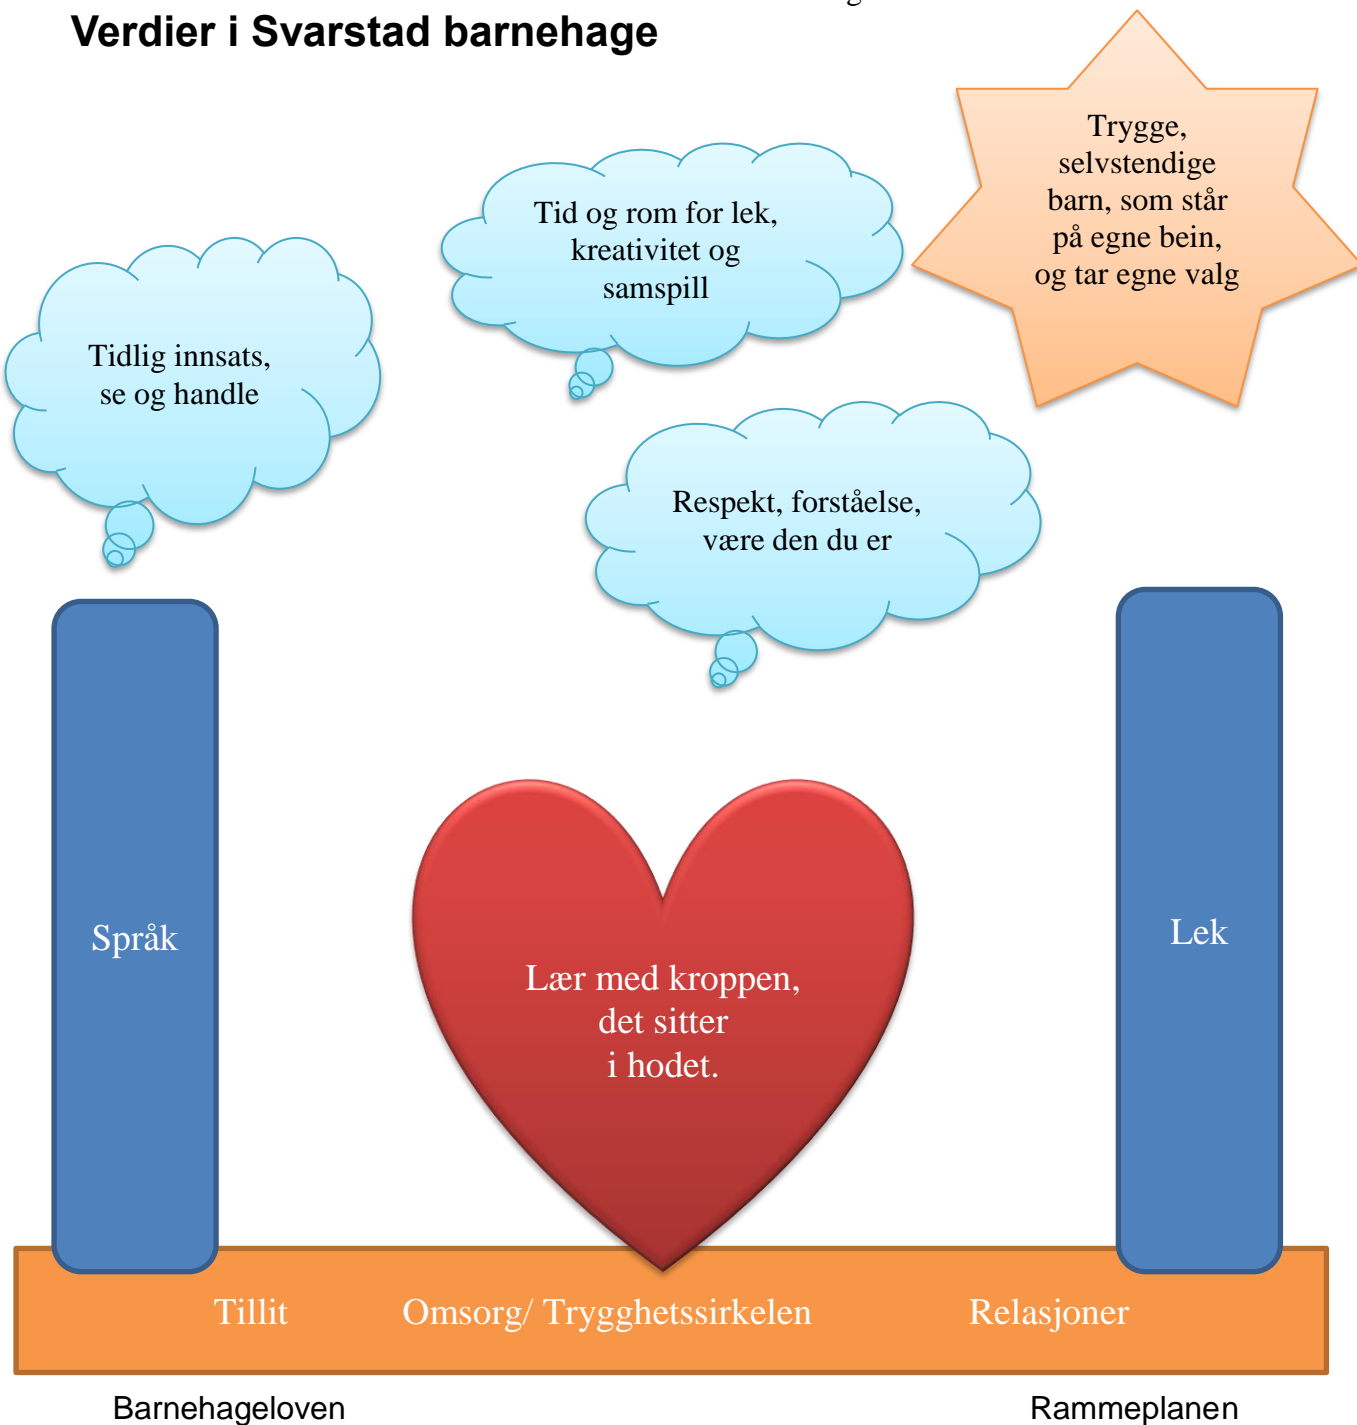 Verdier i Svarstad barnehage
Trygge,
selvstendige
barn, som står
på egne bein,
og tar egne valg
Tid og rom for lek,
kreativitet og
samspill
Tidlig innsats,
se og handle
Respekt, forståelse,
være den du er
Språk
Lek
Lær med kroppen,
det sitter
i hodet.
Tillit Omsorg/ Trygghetssirkelen Relasjoner
Barnehageloven Rammeplanen